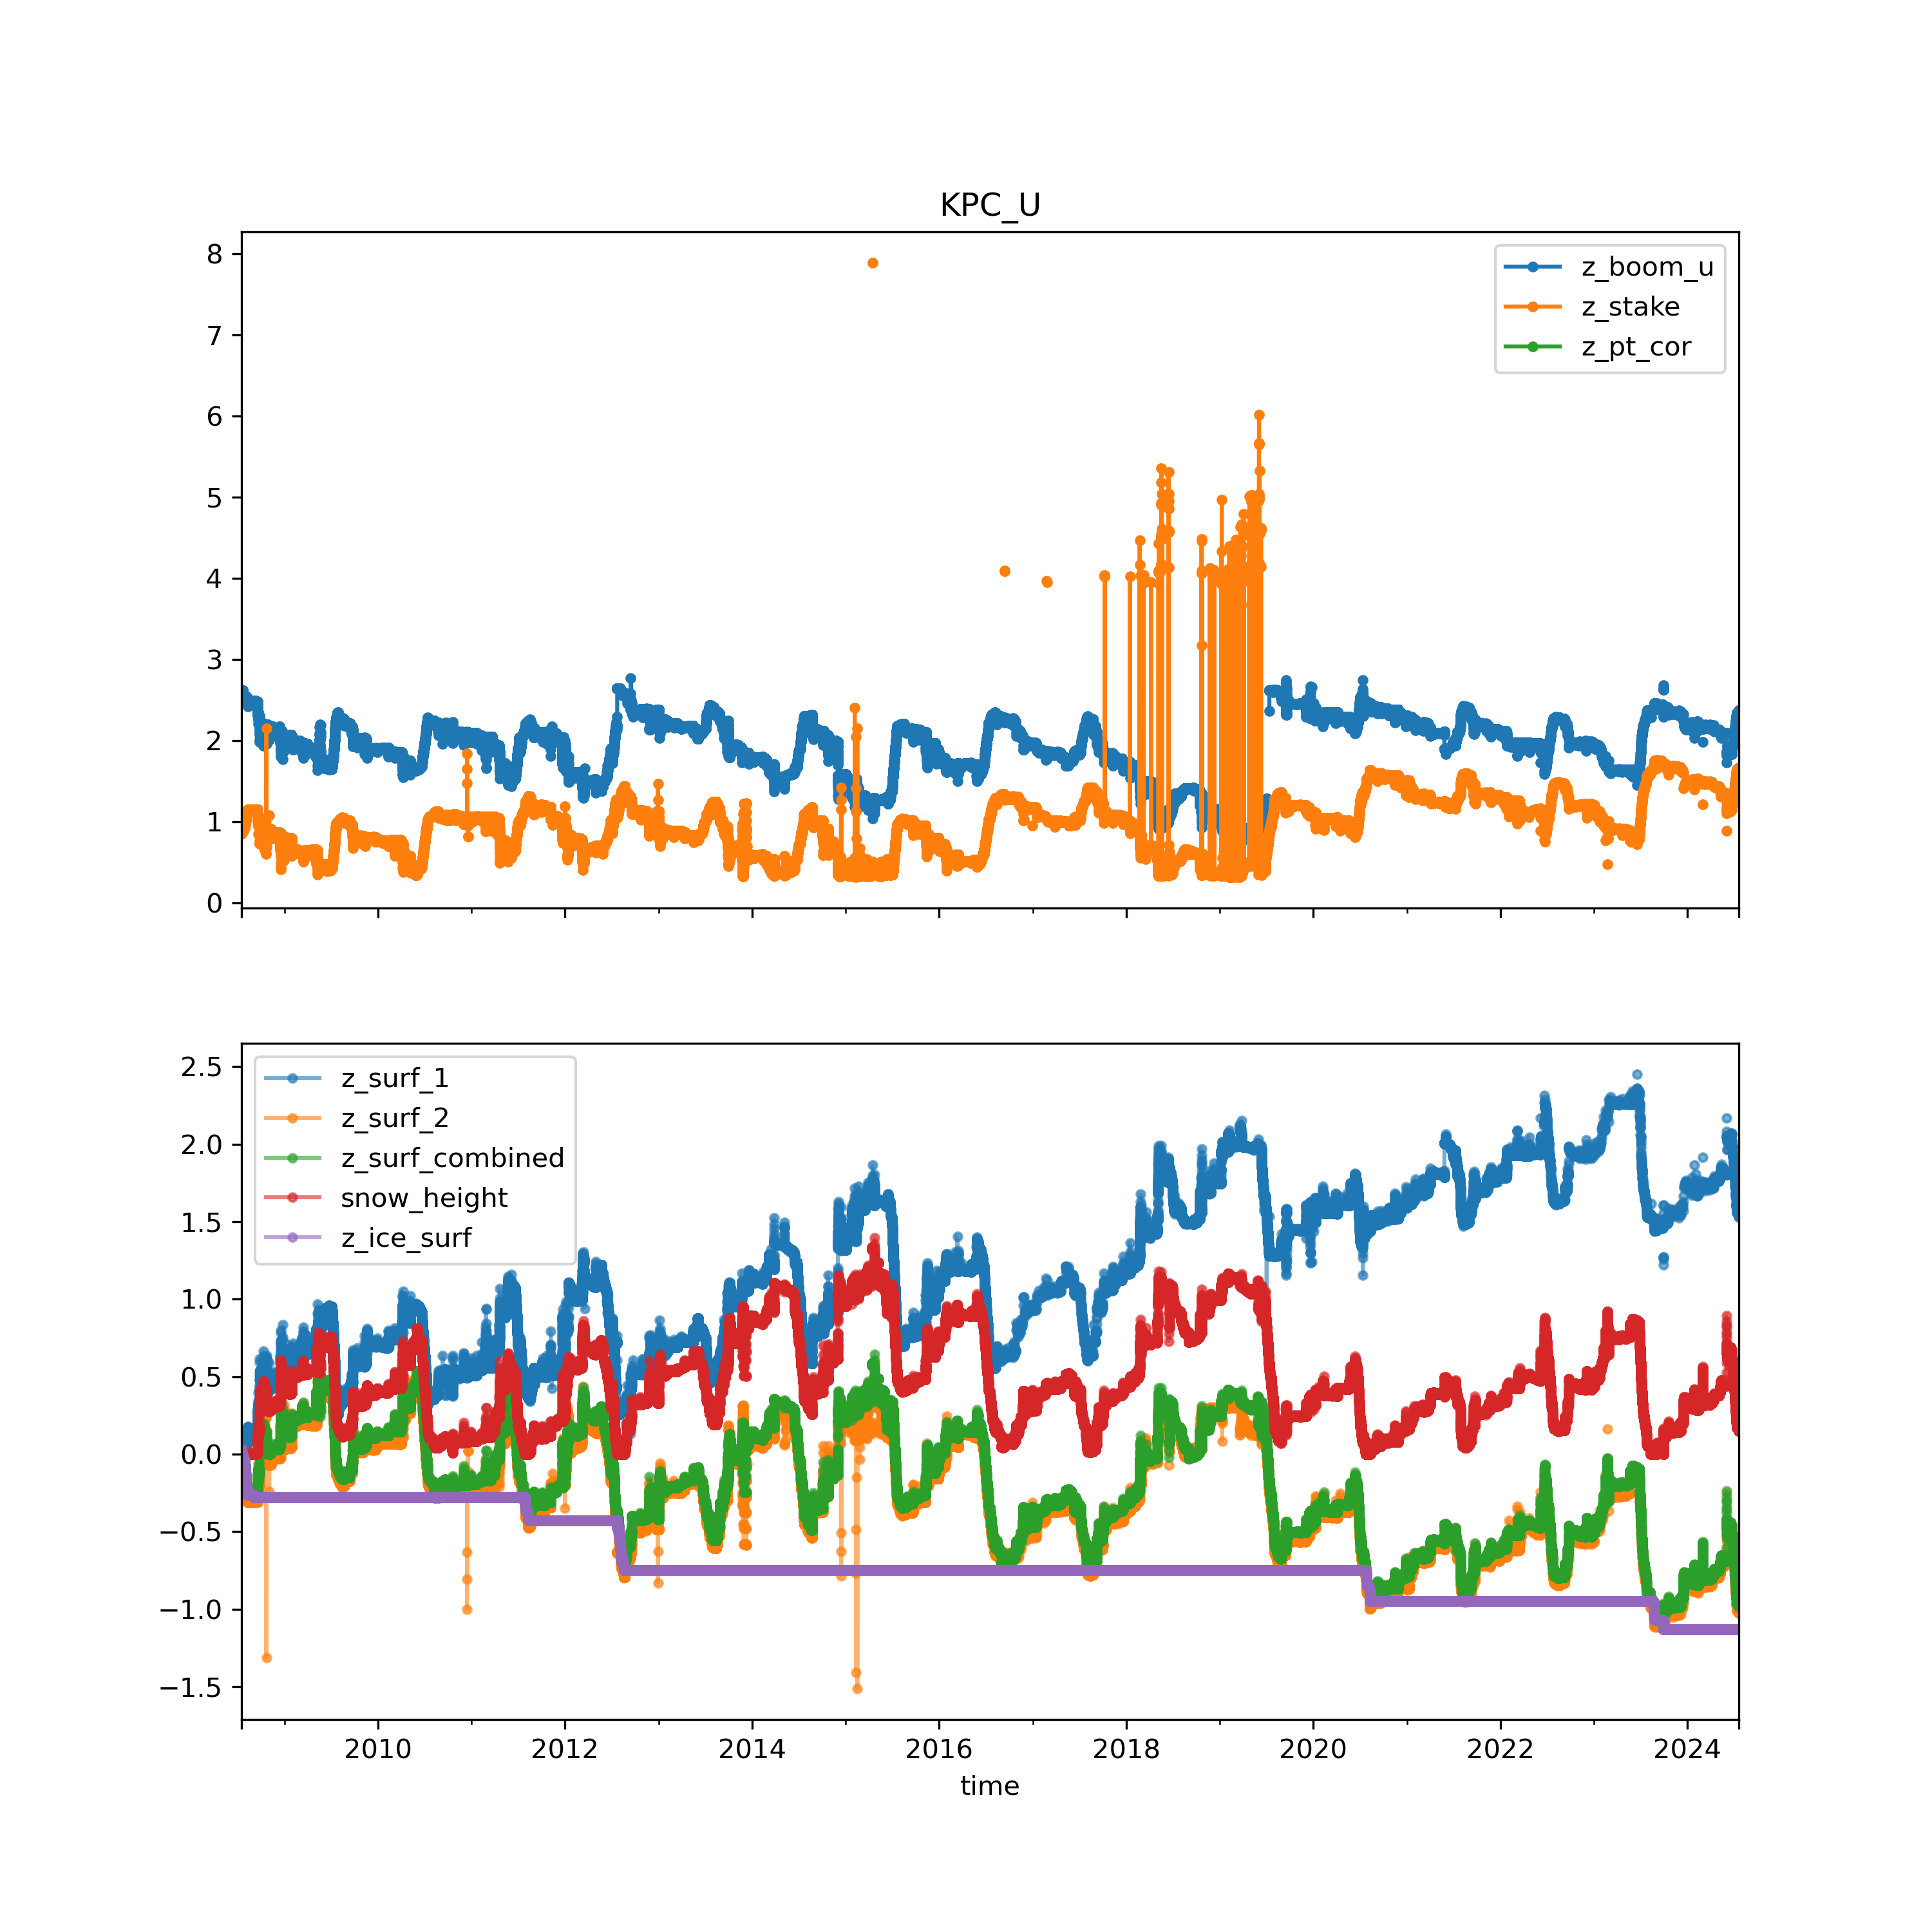 KPC_U
8
7
6
5
4
3
2
1
0
z_boom_u
z_stake
z_pt_cor
2.5
2.0
1.5
1.0
0.5
0.0
−0.5
−1.0
−1.5
z_surf_1
z_surf_2
z_surf_combined
snow_height
z_ice_surf
2010 2012 2014 2016 2018 2020 2022 2024
time